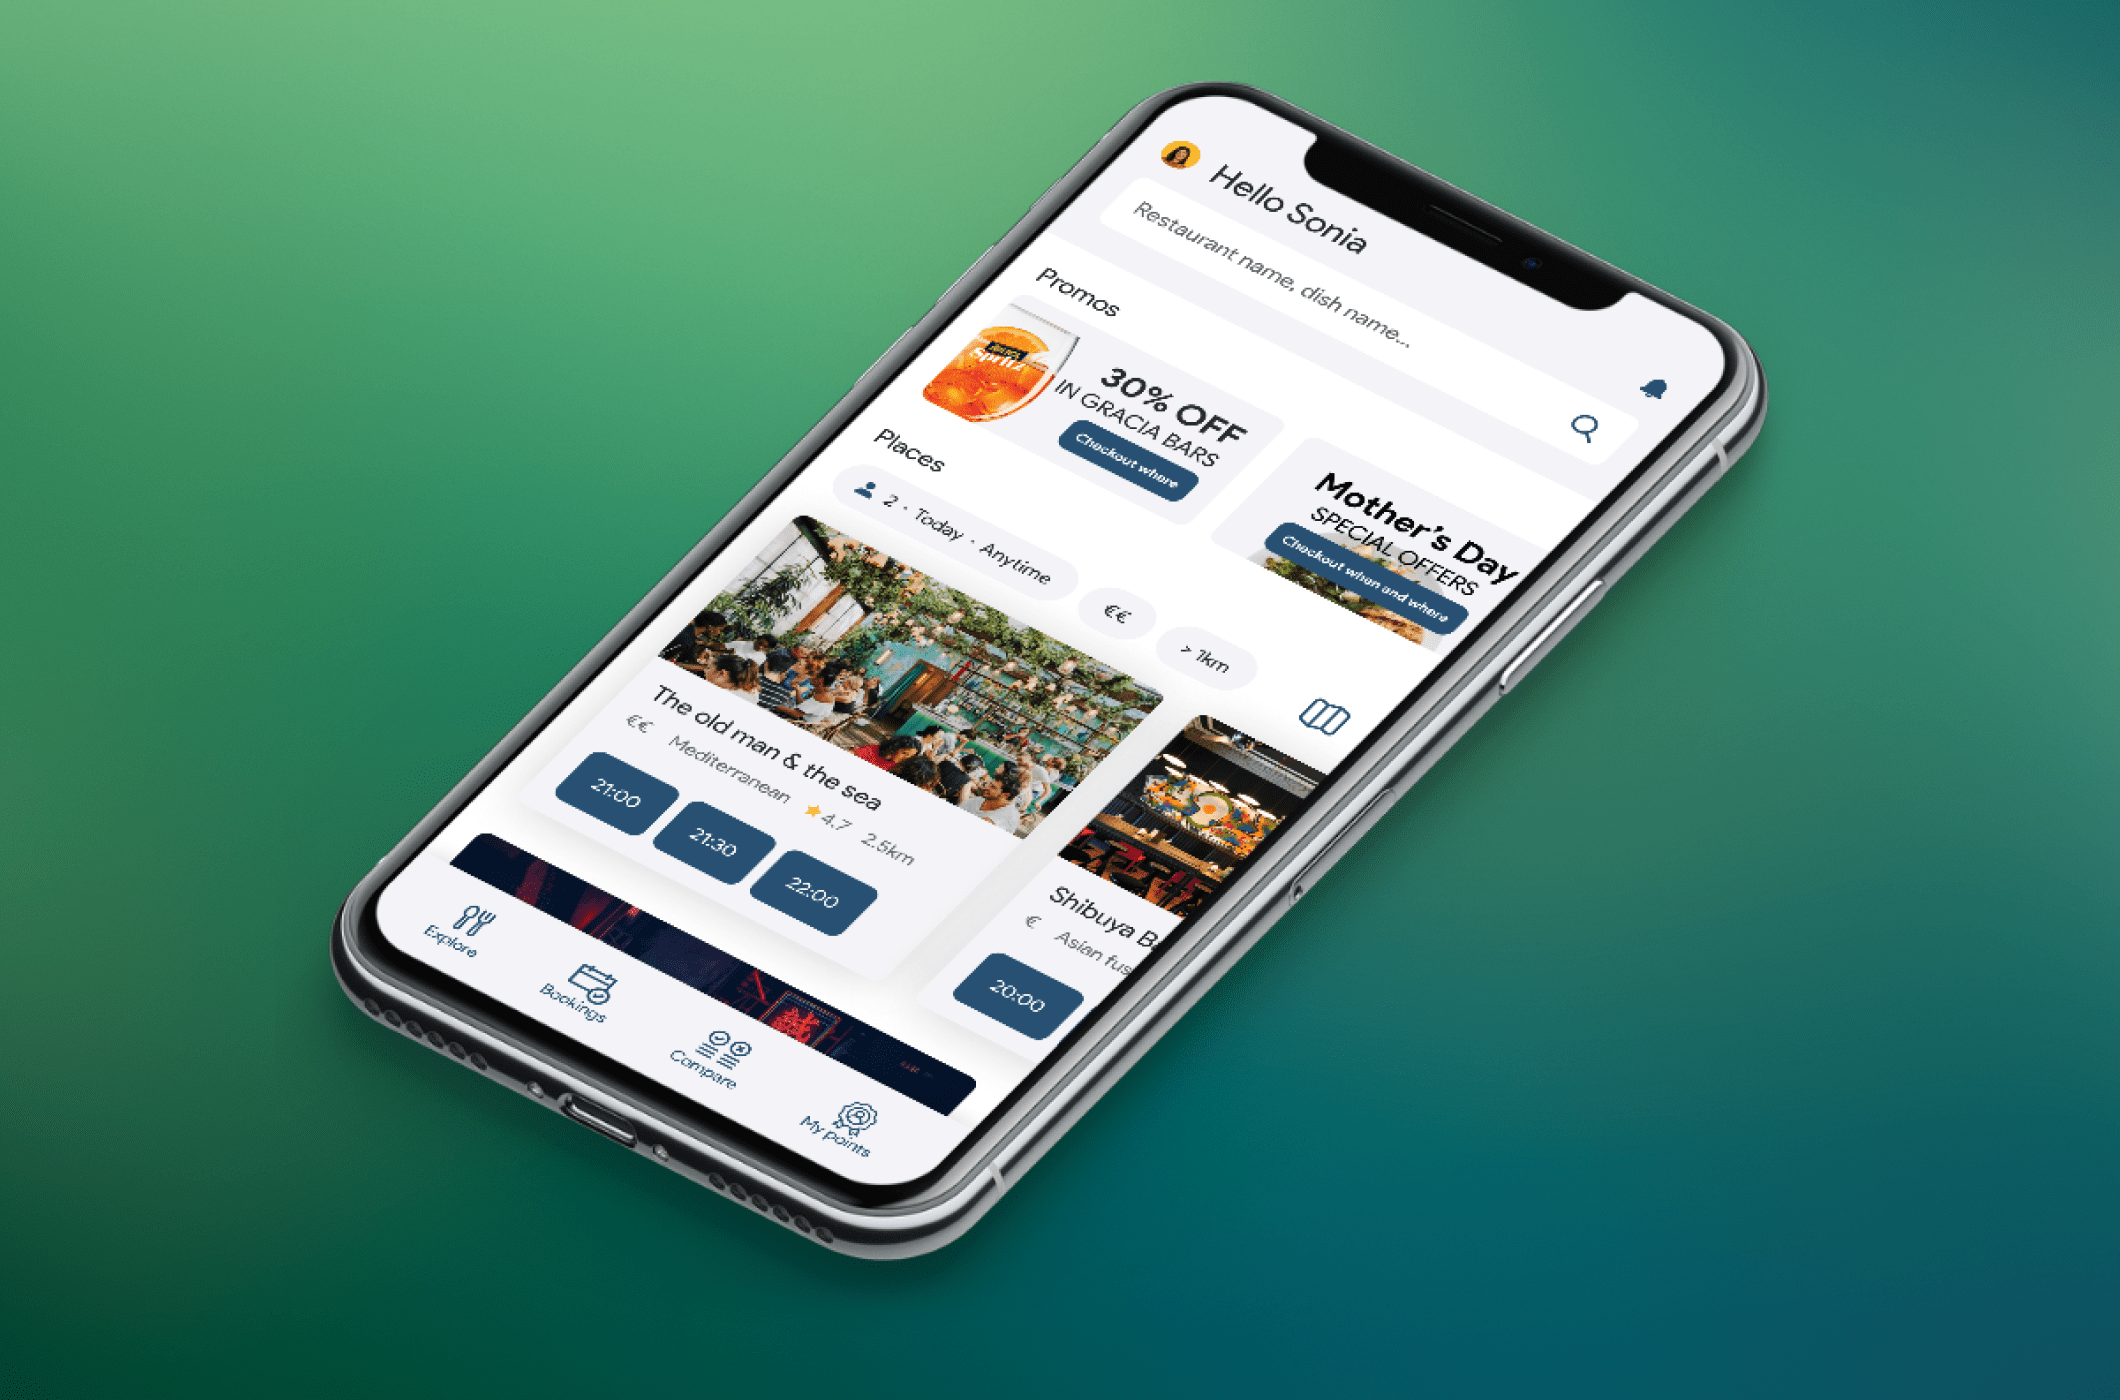 Hello Sonia
Restaurant name, dish name...
Promos
Spritz
30% OFF
IN GRACIA BARS
Checkout where
Mother's Day
SPECIAL OFFERS
Checkout when and where
Places
2 · Today · Anytime
€€
> 1km
The old man & the sea
€€ Mediterranean ★4.7 2.5km
21:00
21:30
22:00
Shibuya B
€ Asian fus
20:00
Explore
Bookings
Compare
My points